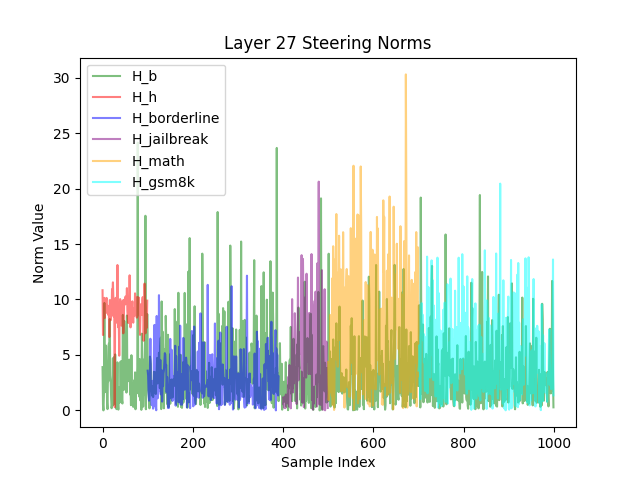 Layer 27 Steering Norms
Norm Value
30
25
20
15
10
5
0
H_b
H_h
H_borderline
H_jailbreak
H_math
H_gsm8k
0 200 400 600 800 1000
Sample Index